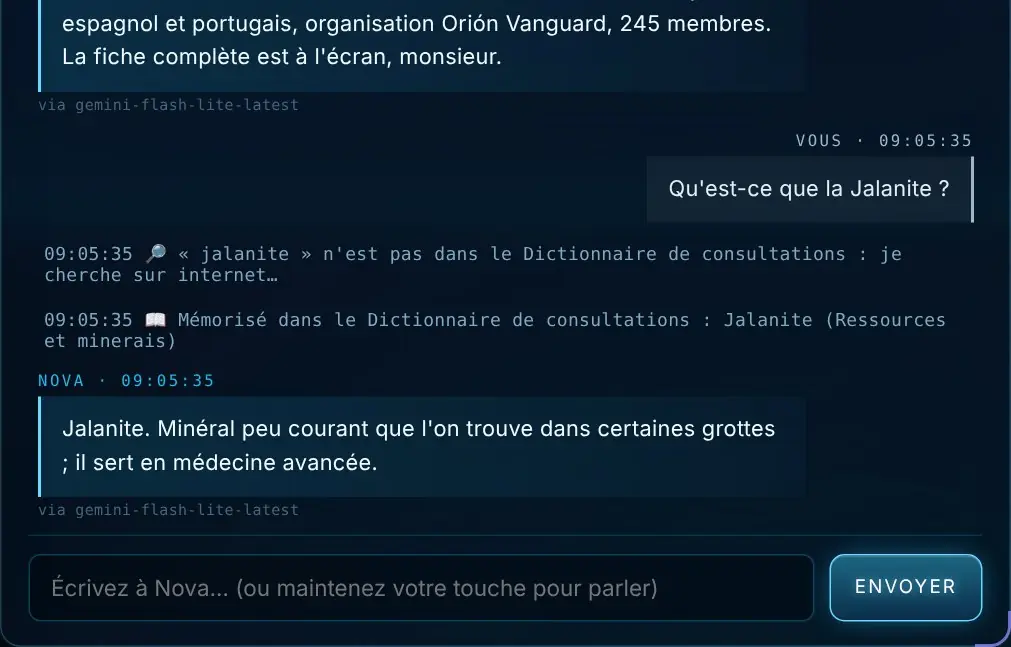 espagnol et portugais, organisation Orión Vanguard, 245 membres.
La fiche complète est à l'écran, monsieur.
via gemini-flash-lite-latest
VOUS · 09:05:35
Qu'est-ce que la Jalanite ?
09:05:35 🔎 « jalanite » n'est pas dans le Dictionnaire de consultations : je
cherche sur internet…
09:05:35 📖 Mémorisé dans le Dictionnaire de consultations : Jalanite (Ressources
et minerais)
NOVA · 09:05:35
Jalanite. Minéral peu courant que l'on trouve dans certaines grottes
; il sert en médecine avancée.
via gemini-flash-lite-latest
Écrivez à Nova... (ou maintenez votre touche pour parler)
ENVOYER